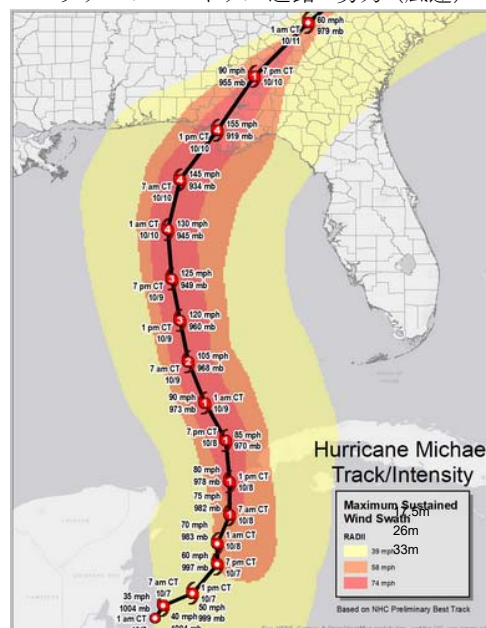 60 mph
1 am CT 979 mb
10/11
90 mph 7 pm CT
955 mb 10/10
155 mph
1 pm CT 919 mb
10/10
145 mph
7 am CT 934 mb
10/10
130 mph
1 am CT 945 mb
10/10
125 mph
949 mb
7 pm CT
10/9
120 mph
960 mb
1 pm CT
10/9
105 mph
7 am CT 968 mb
10/9
90 mph 1 am CT
973 mb 10/9
7 pm CT 85 mph
10/8 970 mb
80 mph
978 mb 1 pm CT
10/8
75 mph
982 mb 7 am CT
10/8
70 mph
983 mb 1 am CT
10/8
60 mph
997 mb 7 pm CT
10/7
7 am CT
10/7 1 pm CT
10/7
35 mph 50 mph
1004 mb 999 mb
1 am CT 40 mph
1004 mb
Hurricane Michae
Track/Intensity
Maximum Sustained
Wind Swath
RADII
39 mph
58 mph
74 mph
26m
33m
Based on NHC Preliminary Best Track